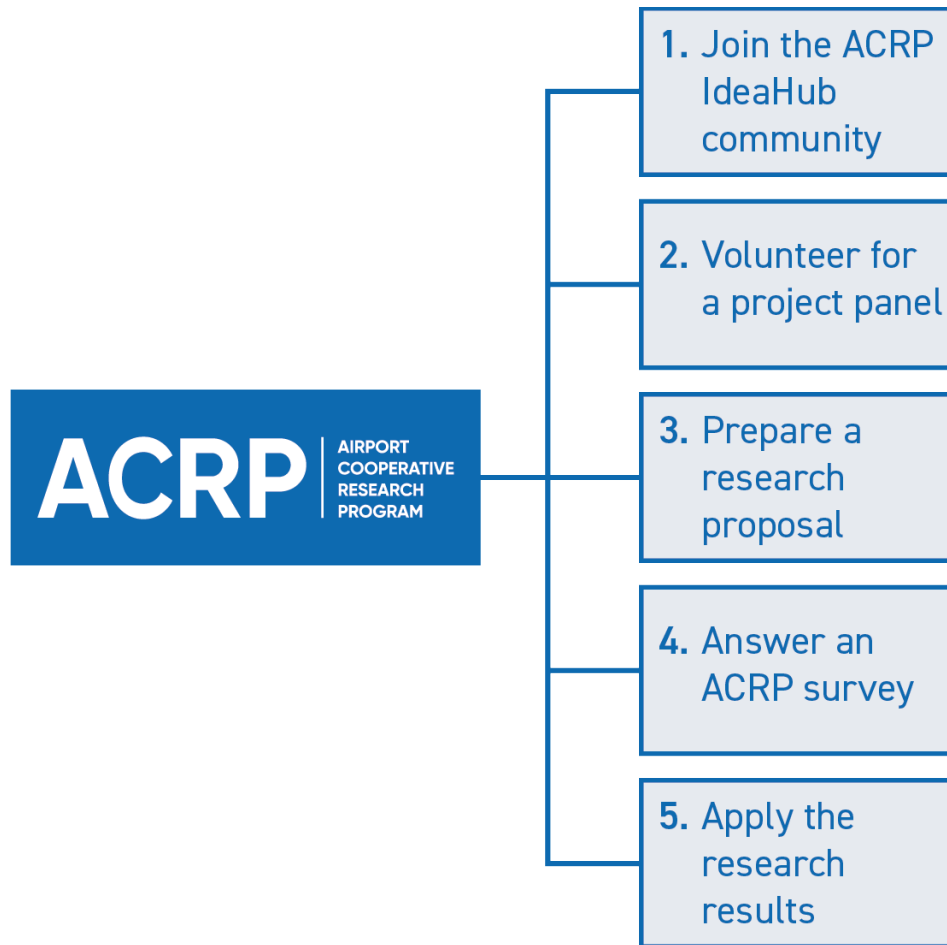 ACRP
AIRPORT
COOPERATIVE
RESEARCH
PROGRAM
1. Join the ACRP
IdeaHub
community
2. Volunteer for
a project panel
3. Prepare a
research
proposal
4. Answer an
ACRP survey
5. Apply the
research
results